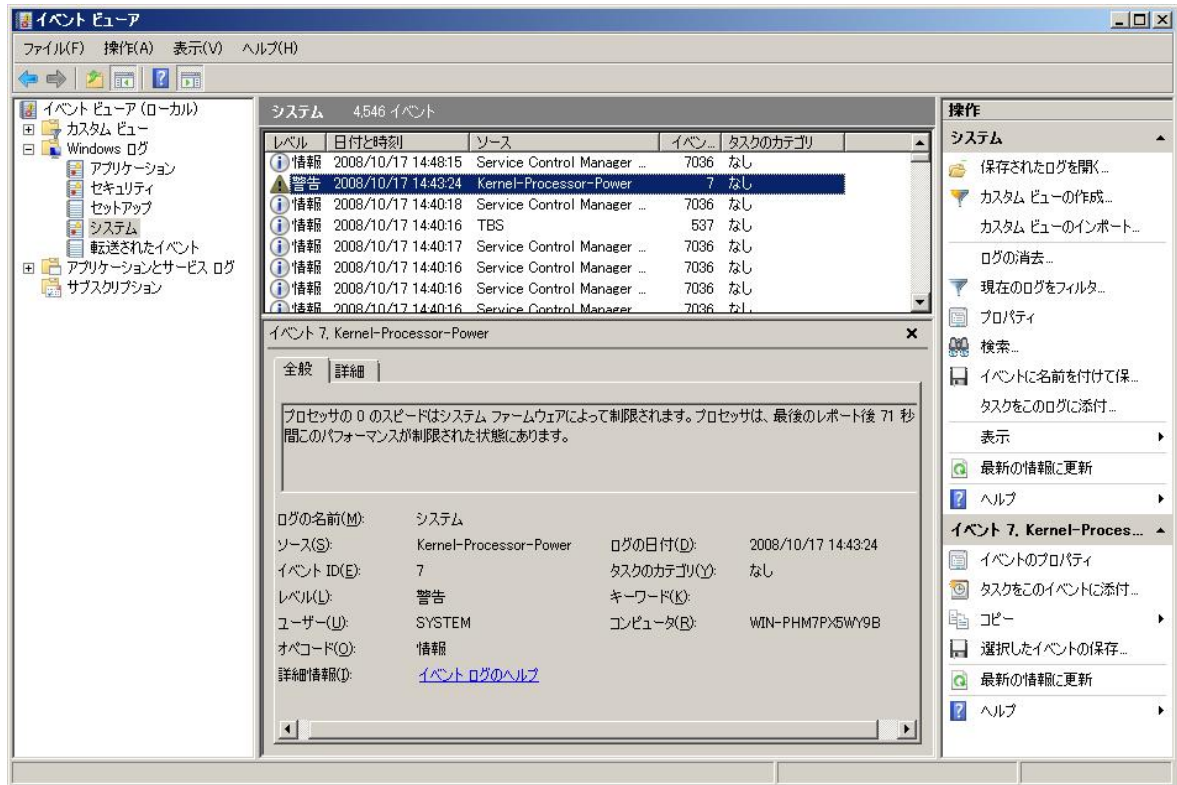 イベント ビューア
ファイル(F) 操作(A) 表示(V) ヘルプ(H)
イベント ビューア (ローカル)
カスタム ビュー
Windows ログ
アプリケーション
セキュリティ
セットアップ
システム
転送されたイベント
アプリケーションとサービス ログ
サブスクリプション
システム 4,546 イベント
レベル 日付と時刻 ソース イベン... タスクのカテゴリ
情報 2008/10/17 14:48:15 Service Control Manager ... 7036 なし
警告 2008/10/17 14:43:24 Kernel-Processor-Power 7 なし
情報 2008/10/17 14:40:18 Service Control Manager ... 7036 なし
情報 2008/10/17 14:40:16 TBS 537 なし
情報 2008/10/17 14:40:17 Service Control Manager ... 7036 なし
情報 2008/10/17 14:40:16 Service Control Manager ... 7036 なし
情報 2008/10/17 14:40:16 Service Control Manager ... 7036 なし
情報 2008/10/17 14:40:16 Service Control Manager 7036 なし
イベント 7, Kernel-Processor-Power
全般 詳細
プロセッサの 0 のスピードはシステム ファームウェアによって制限されます。プロセッサは、最後のレポート後 71 秒
間このパフォーマンスが制限された状態にあります。
ログの名前(M): システム
ソース(S): Kernel-Processor-Power ログの日付(D): 2008/10/17 14:43:24
イベント ID(E): 7 タスクのカテゴリ(Y): なし
レベル(L): 警告 キーワード(K):
ユーザー(U): SYSTEM コンピュータ(R): WIN-PHM7PX5WY9B
オペコード(O): 情報
詳細情報(I): イベント ログのヘルプ
操作
システム
保存されたログを開く...
カスタム ビューの作成...
カスタム ビューのインポート...
ログの消去...
現在のログをフィルタ...
プロパティ
検索...
イベントに名前を付けて保...
タスクをこのログに添付...
表示
最新の情報に更新
ヘルプ
イベント 7, Kernel-Proces...
イベントのプロパティ
タスクをこのイベントに添付...
コピー
選択したイベントの保存...
最新の情報に更新
ヘルプ